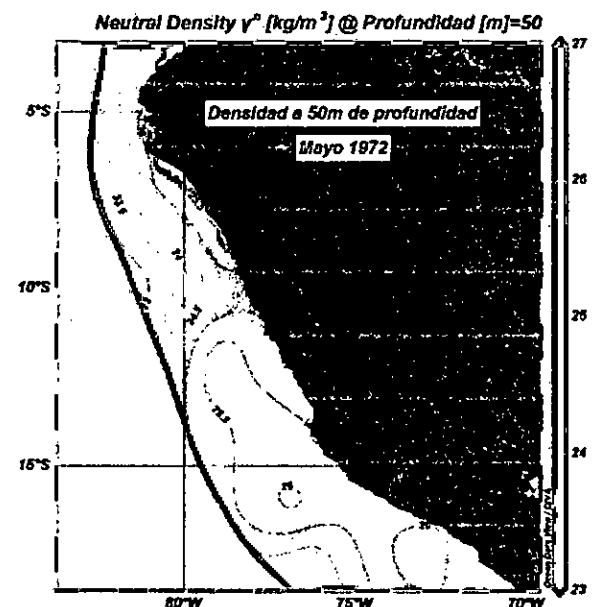 Neutral Density γⁿ [kg/m³] @ Profundidad [m]=50
27
5°S
Densidad a 50m de profundidad
Mayo 1972
26
10°S
25
15°S
24
25
23
80°W
75°W
70°W